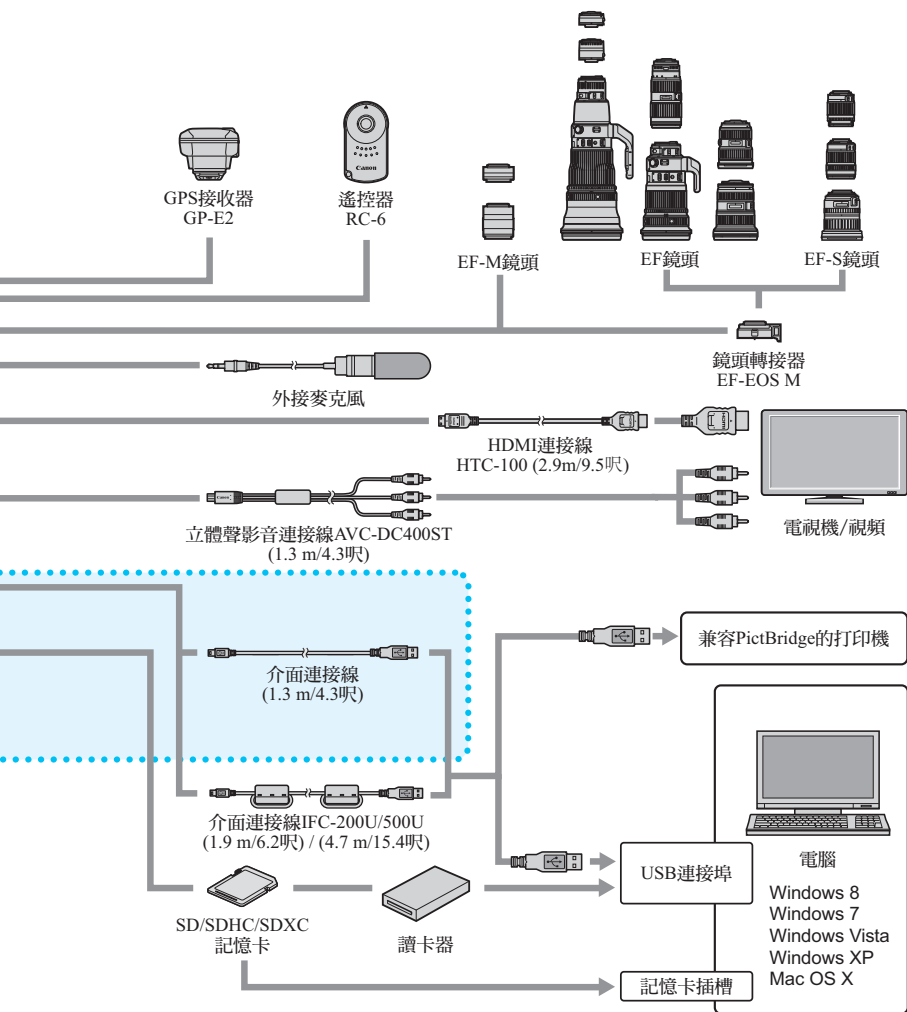 Canon
GPS接收器
GP-E2
遙控器
RC-6
EF-M鏡頭
EF鏡頭
EF-S鏡頭
鏡頭轉接器
EF-EOS M
外接麥克風
HDMI連接線
HTC-100 (2.9m/9.5呎)
Canon
立體聲影音連接線AVC-DC400ST
(1.3 m/4.3呎)
電視機/視頻
介面連接線
(1.3 m/4.3呎)
兼容PictBridge的打印機
介面連接線IFC-200U/500U
(1.9 m/6.2呎) / (4.7 m/15.4呎)
USB連接埠
電腦
Windows 8
Windows 7
Windows Vista
Windows XP
Mac OS X
SD/SDHC/SDXC
記憶卡
讀卡器
記憶卡插槽